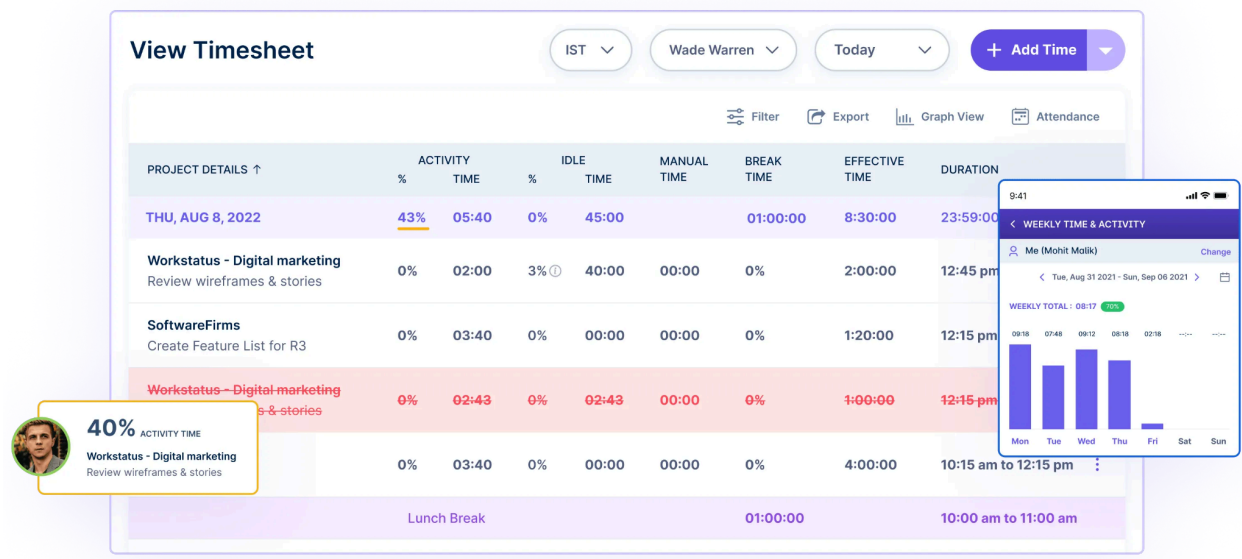 View Timesheet
IST
Wade Warren
Today
+ Add Time
Filter
Export
Graph View
Attendance
PROJECT DETAILS ↑
ACTIVITY
% TIME
IDLE
% TIME
MANUAL
TIME
BREAK
TIME
EFFECTIVE
TIME
DURATION
THU, AUG 8, 2022 43% 05:40 0% 45:00 01:00:00 8:30:00 23:59:00
Workstatus - Digital marketing
Review wireframes & stories
0% 02:00 3% 40:00 00:00 0% 2:00:00 12:45 pm
SoftwareFirms
Create Feature List for R3
0% 03:40 0% 00:00 00:00 0% 1:20:00 12:15 pm
Workstatus - Digital marketing
s & stories
0% 02:43 0% 02:43 00:00 0% 1:00:00 12:15 pm
0% 03:40 0% 00:00 00:00 0% 4:00:00 10:15 am to 12:15 pm
Lunch Break 01:00:00 10:00 am to 11:00 am
40% ACTIVITY TIME
Workstatus - Digital marketing
Review wireframes & stories
9:41
WEEKLY TIME & ACTIVITY
Me (Mohit Malik) Change
Tue, Aug 31 2021 - Sun, Sep 06 2021
WEEKLY TOTAL : 08:17 70%
09:18 07:48 09:12 08:18 02:18 --:-- --:--
Mon Tue Wed Thu Fri Sat Sun